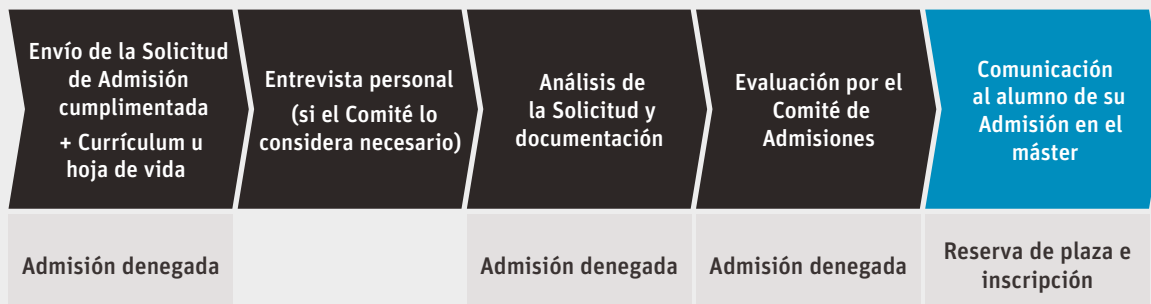 Envío de la Solicitud
de Admisión
cumplimentada
+ Currículum u
hoja de vida
Entrevista personal
(si el Comité lo
considera necesario)
Análisis de
la Solicitud y
documentación
Evaluación por el
Comité de
Admisiones
Comunicación
al alumno de su
Admisión en el
máster
Admisión denegada
Admisión denegada
Admisión denegada
Reserva de plaza e
inscripción